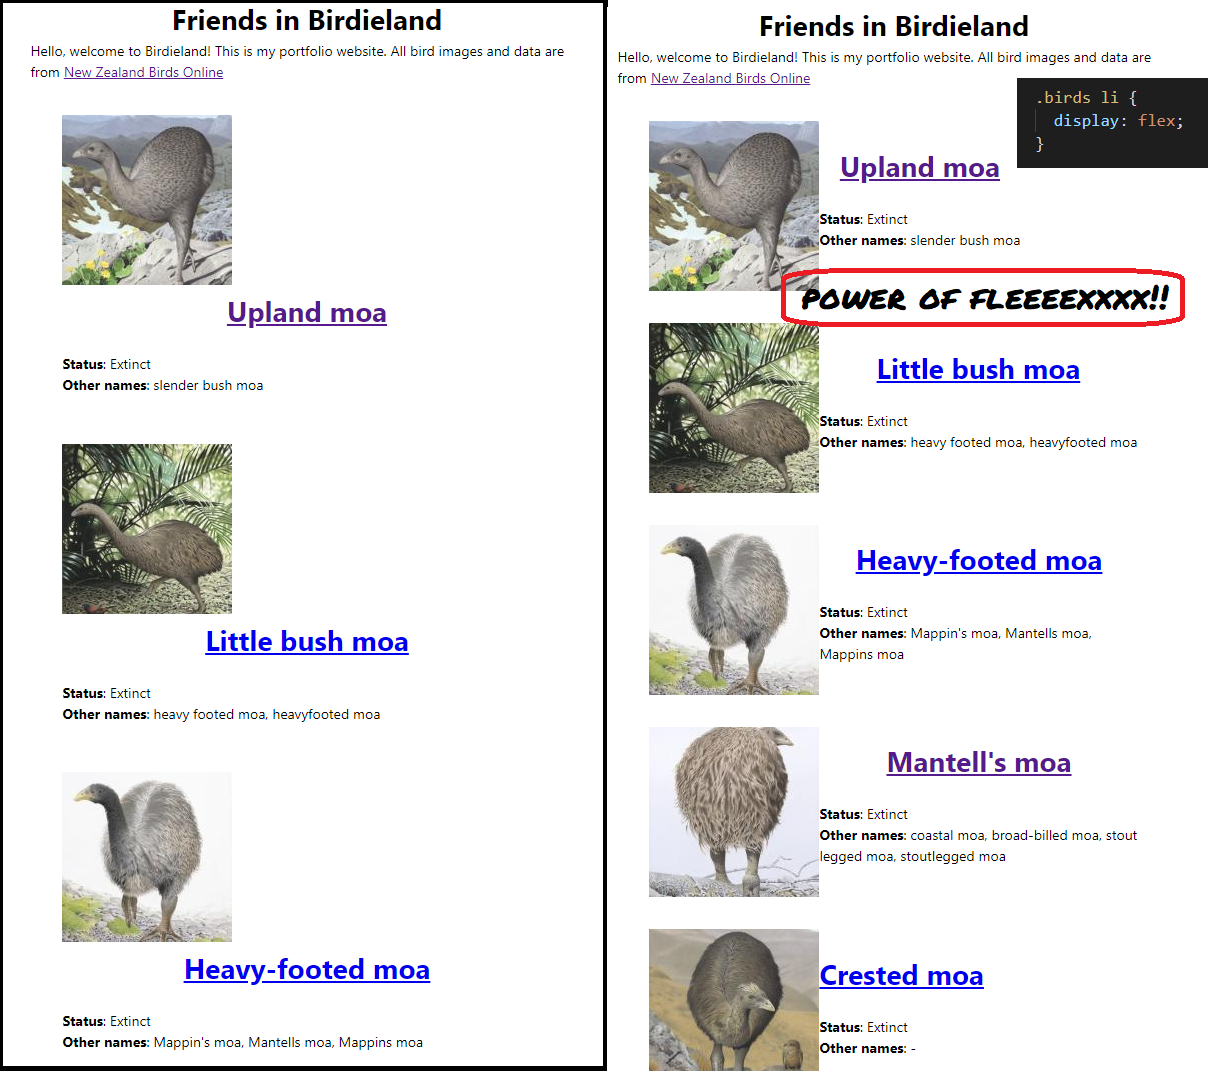 Friends in Birdieland
Hello, welcome to Birdieland! This is my portfolio website. All bird images and data are
from New Zealand Birds Online
Upland moa
Status: Extinct
Other names: slender bush moa
Little bush moa
Status: Extinct
Other names: heavy footed moa, heavyfooted moa
Heavy-footed moa
Status: Extinct
Other names: Mappin's moa, Mantells moa, Mappins moa
Friends in Birdieland
Hello, welcome to Birdieland! This is my portfolio website. All bird images and data are
from New Zealand Birds Online
.birds li {
display: flex;
}
Upland moa
Status: Extinct
Other names: slender bush moa
POWER OF FLEEEEXXXX!!
Little bush moa
Status: Extinct
Other names: heavy footed moa, heavyfooted moa
Heavy-footed moa
Status: Extinct
Other names: Mappin's moa, Mantells moa,
Mappins moa
Mantell's moa
Status: Extinct
Other names: coastal moa, broad-billed moa, stout
legged moa, stoutlegged moa
Crested moa
Status: Extinct
Other names: -